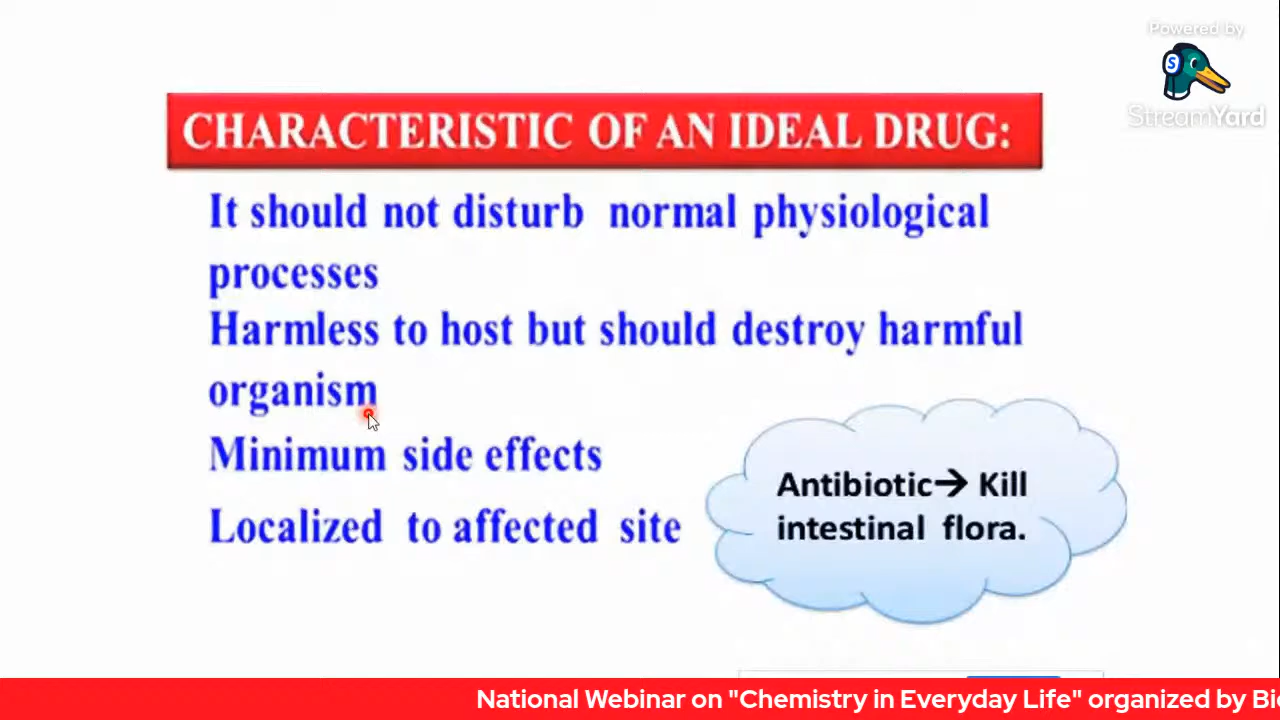 Powered by
StreamYard
CHARACTERISTIC OF AN IDEAL DRUG:
It should not disturb normal physiological
processes
Harmless to host but should destroy harmful
organism
Minimum side effects
Localized to affected site
Antibiotic→ Kill
intestinal flora.
National Webinar on "Chemistry in Everyday Life" organized by